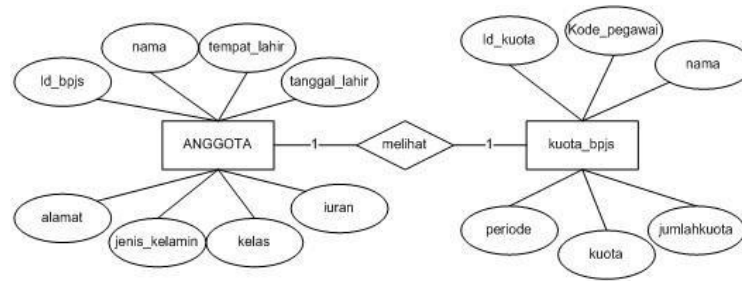 nama
tempat_lahir
Id_bpjs
tanggal_lahir
ANGGOTA
alamat
jenis_kelamin
kelas
iuran
1
melihat
1
Id_kuota
Kode_pegawai
nama
kuota_bpjs
periode
kuota
jumlahkuota